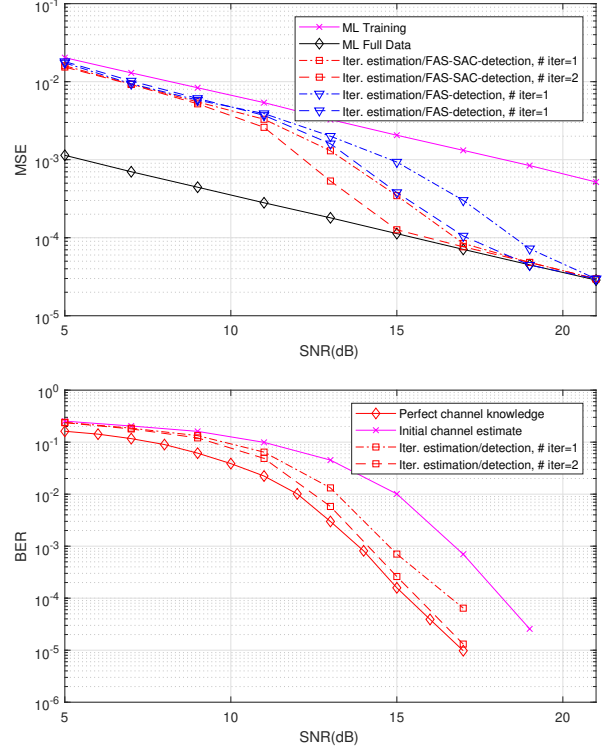 10^-1
10^-2
10^-3
10^-4
10^-5
MSE
5
10
15
20
SNR(dB)
ML Training
ML Full Data
Iter. estimation/FAS-SAC-detection, # iter=1
Iter. estimation/FAS-SAC-detection, # iter=2
Iter. estimation/FAS-detection, # iter=1
Iter. estimation/FAS-detection, # iter=1
10^0
10^-1
10^-2
10^-3
10^-4
10^-5
10^-6
BER
5
10
15
20
SNR(dB)
Perfect channel knowledge
Initial channel estimate
Iter. estimation/detection, # iter=1
Iter. estimation/detection, # iter=2